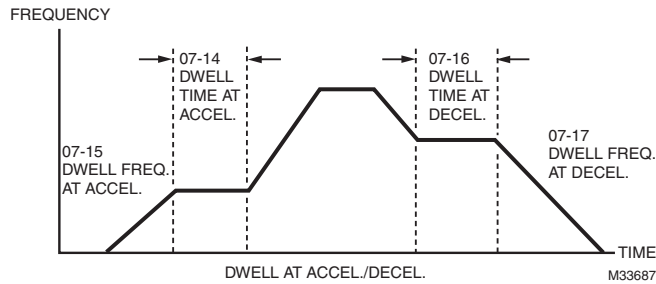 FREQUENCY
07-14
DWELL
TIME AT
ACCEL.
07-16
DWELL
TIME AT
DECEL.
07-15
DWELL FREQ.
AT ACCEL.
07-17
DWELL FREQ.
AT DECEL.
TIME
DWELL AT ACCEL./DECEL.
M33687